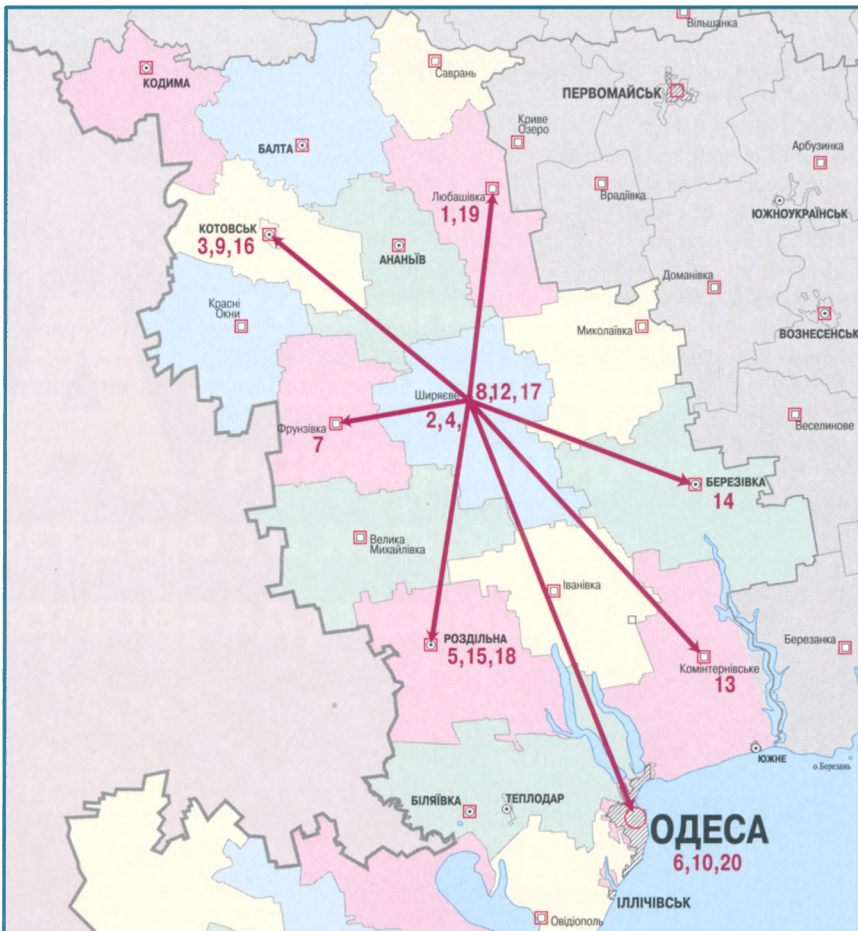 Вільшанка
Саврань
КОДИМА
ПЕРВОМАЙСЬК
Криве
Озеро
БАЛТА
Арбузинка
Любашівка
1,19
Врадіївка
ЮЖНОУКРАЇНСЬК
КОТОВСЬК
3,9,16
АНАНЬЇВ
Доманівка
Красні
Окни
Миколаївка
ВОЗНЕСЕНСЬК
Ширяєве
8,12, 17
2,4,
Фрунзівка
7
Веселинове
БЕРЕЗІВКА
14
Велика
Михайлівка
Іванівка
РОЗДІЛЬНА
5,15,18
Комінтернівське
13
Березанка
ЮЖНЕ
о.Березань
БІЛЯЇВКА
ТЕПЛОДАР
ОДЕСА
6,10,20
ІЛЛІЧІВСЬК
Овідіополь